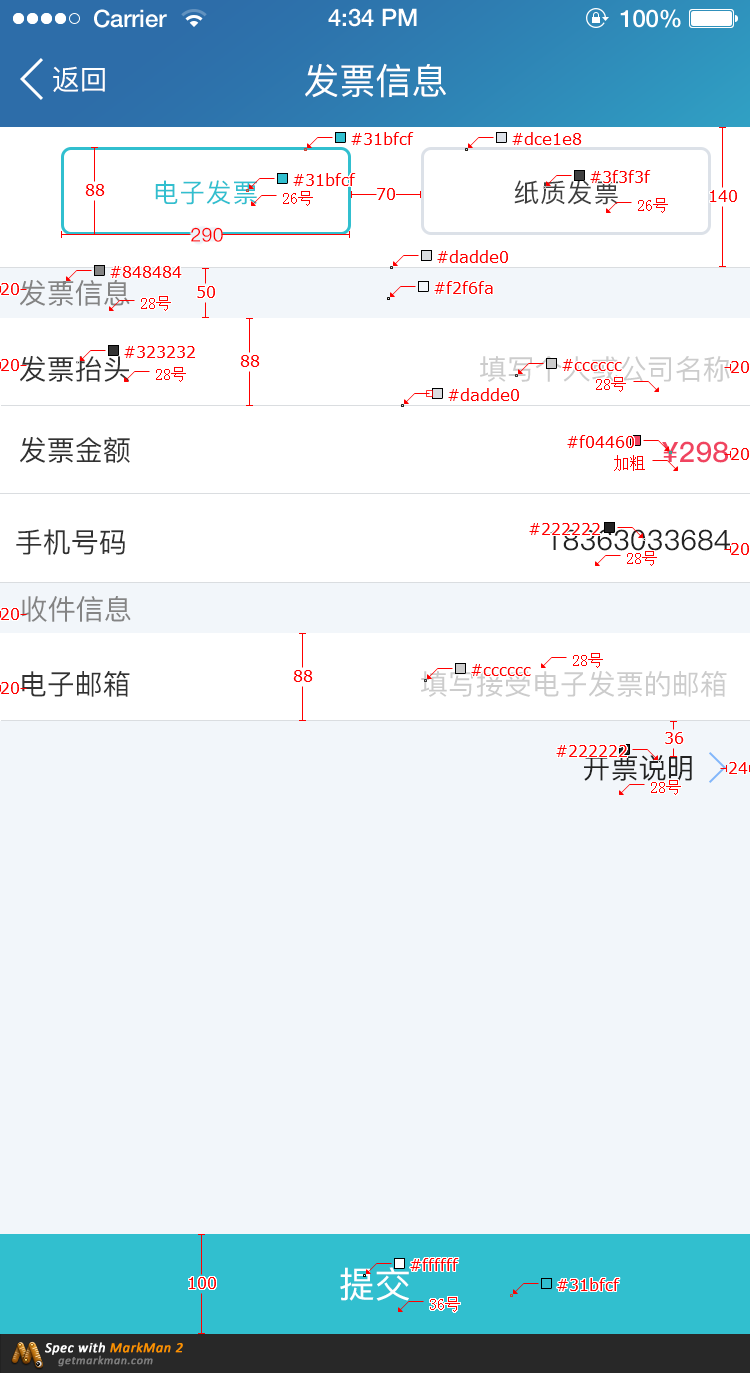 Carrier 4:34 PM 100%
返回 发票信息
#31bfcf #dce1e8
88 电子发票 #31bfcf 26号 70 纸质发票 #3f3f3f 26号 140
290
#dadde0
20 发票信息 #848484 28号 50 #f2f6fa
20 发票抬头 #323232 28号 88 填写个人或公司名称 #cccccc 28号 20
#dadde0
发票金额 #f04460 加粗 ¥298 20
手机号码 #222222 18363033684 28号 20
20 收件信息
20 电子邮箱 88 #cccccc 28号 填写接受电子发票的邮箱
36
#222222 开票说明 28号 24
100 提交 #ffffff 36号 #31bfcf
Spec with MarkMan 2
getmarkman.com